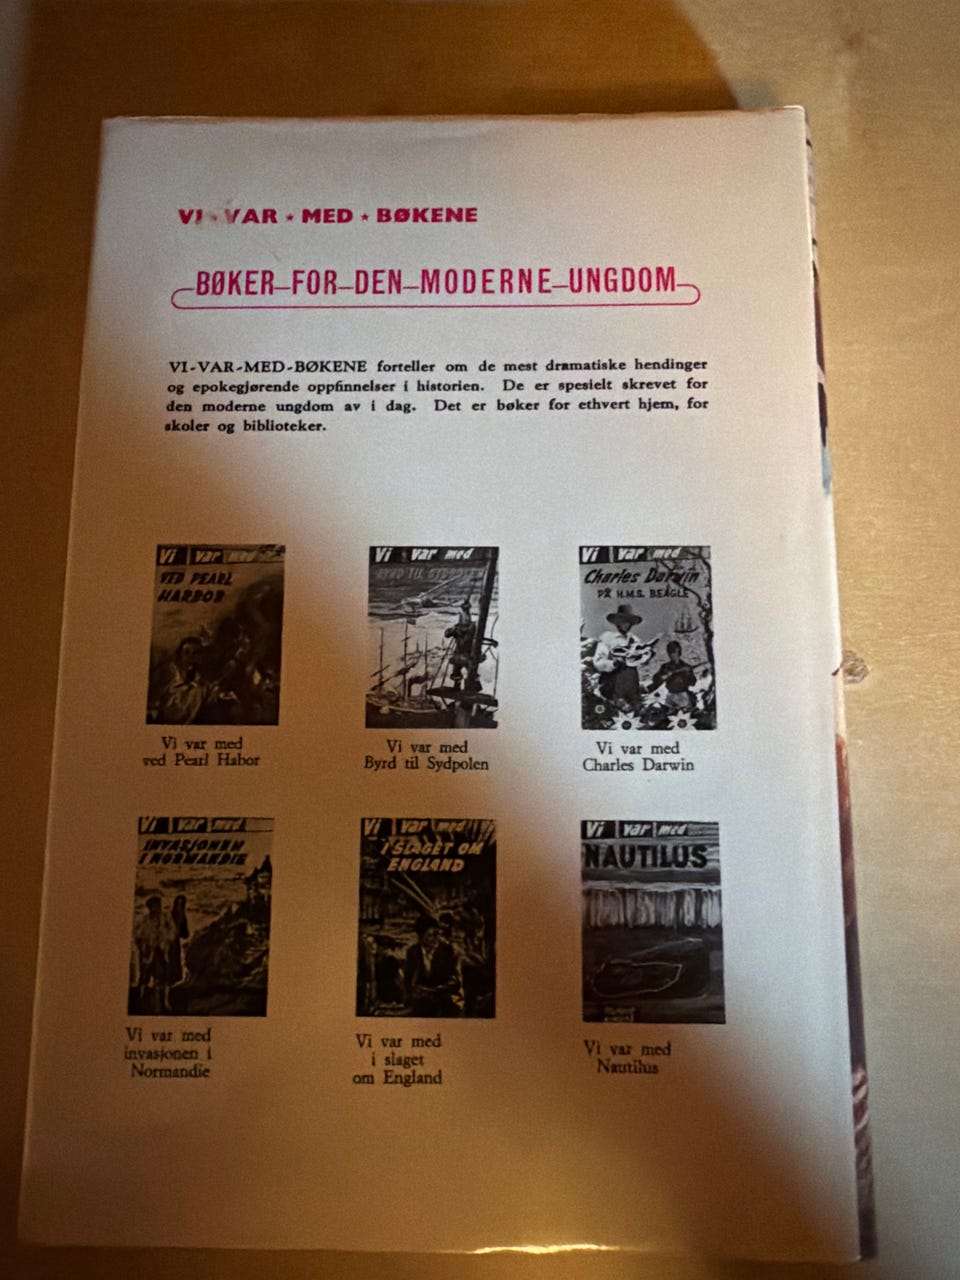 VI ★ VAR ★ MED ★ BØKENE
BØKER–FOR–DEN–MODERNE–UNGDOM
VI-VAR-MED-BØKENE forteller om de mest dramatiske hendinger
og epokegjørende oppfinnelser i historien. De er spesielt skrevet for
den moderne ungdom av i dag. Det er bøker for ethvert hjem, for
skoler og biblioteker.
Vi var med
VED PEARL
HARBOR
Vi var med
ved Pearl Habor
Vi var med
BYRD TIL SYDPOLEN
Vi var med
Byrd til Sydpolen
Vi var med
Charles Darwin
PÅ H.M.S. BEAGLE
Vi var med
Charles Darwin
Vi var med
INVASJONEN
I NORMANDIE
Vi var med
invasjonen i
Normandie
Vi var med
I SLAGET OM
ENGLAND
Vi var med
i slaget
om England
Vi var med
NAUTILUS
Vi var med
Nautilus